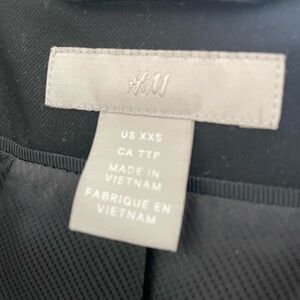 H&M
US XXS
CA TTP
MADE IN
VIETNAM
FABRIQUÉ EN
VIETNAM